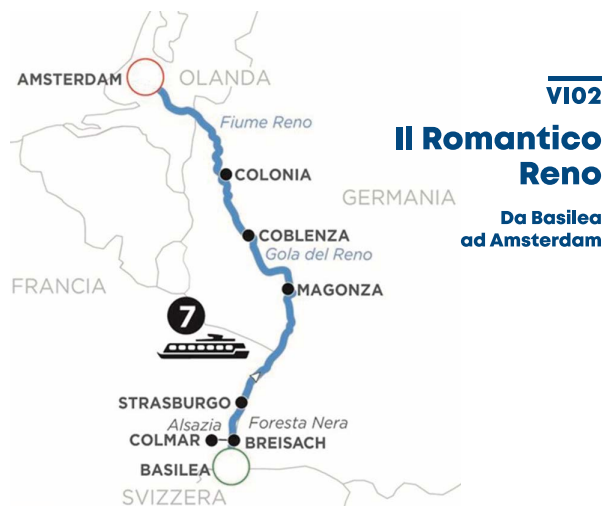 AMSTERDAM
OLANDA
VI02
Fiume Reno
Il Romantico
Reno
COLONIA
GERMANIA
Da Basilea
ad Amsterdam
COBLENZA
Gola del Reno
FRANCIA
MAGONZA
7
STRASBURGO
Alsazia
Foresta Nera
COLMAR
BREISACH
BASILEA
SVIZZERA